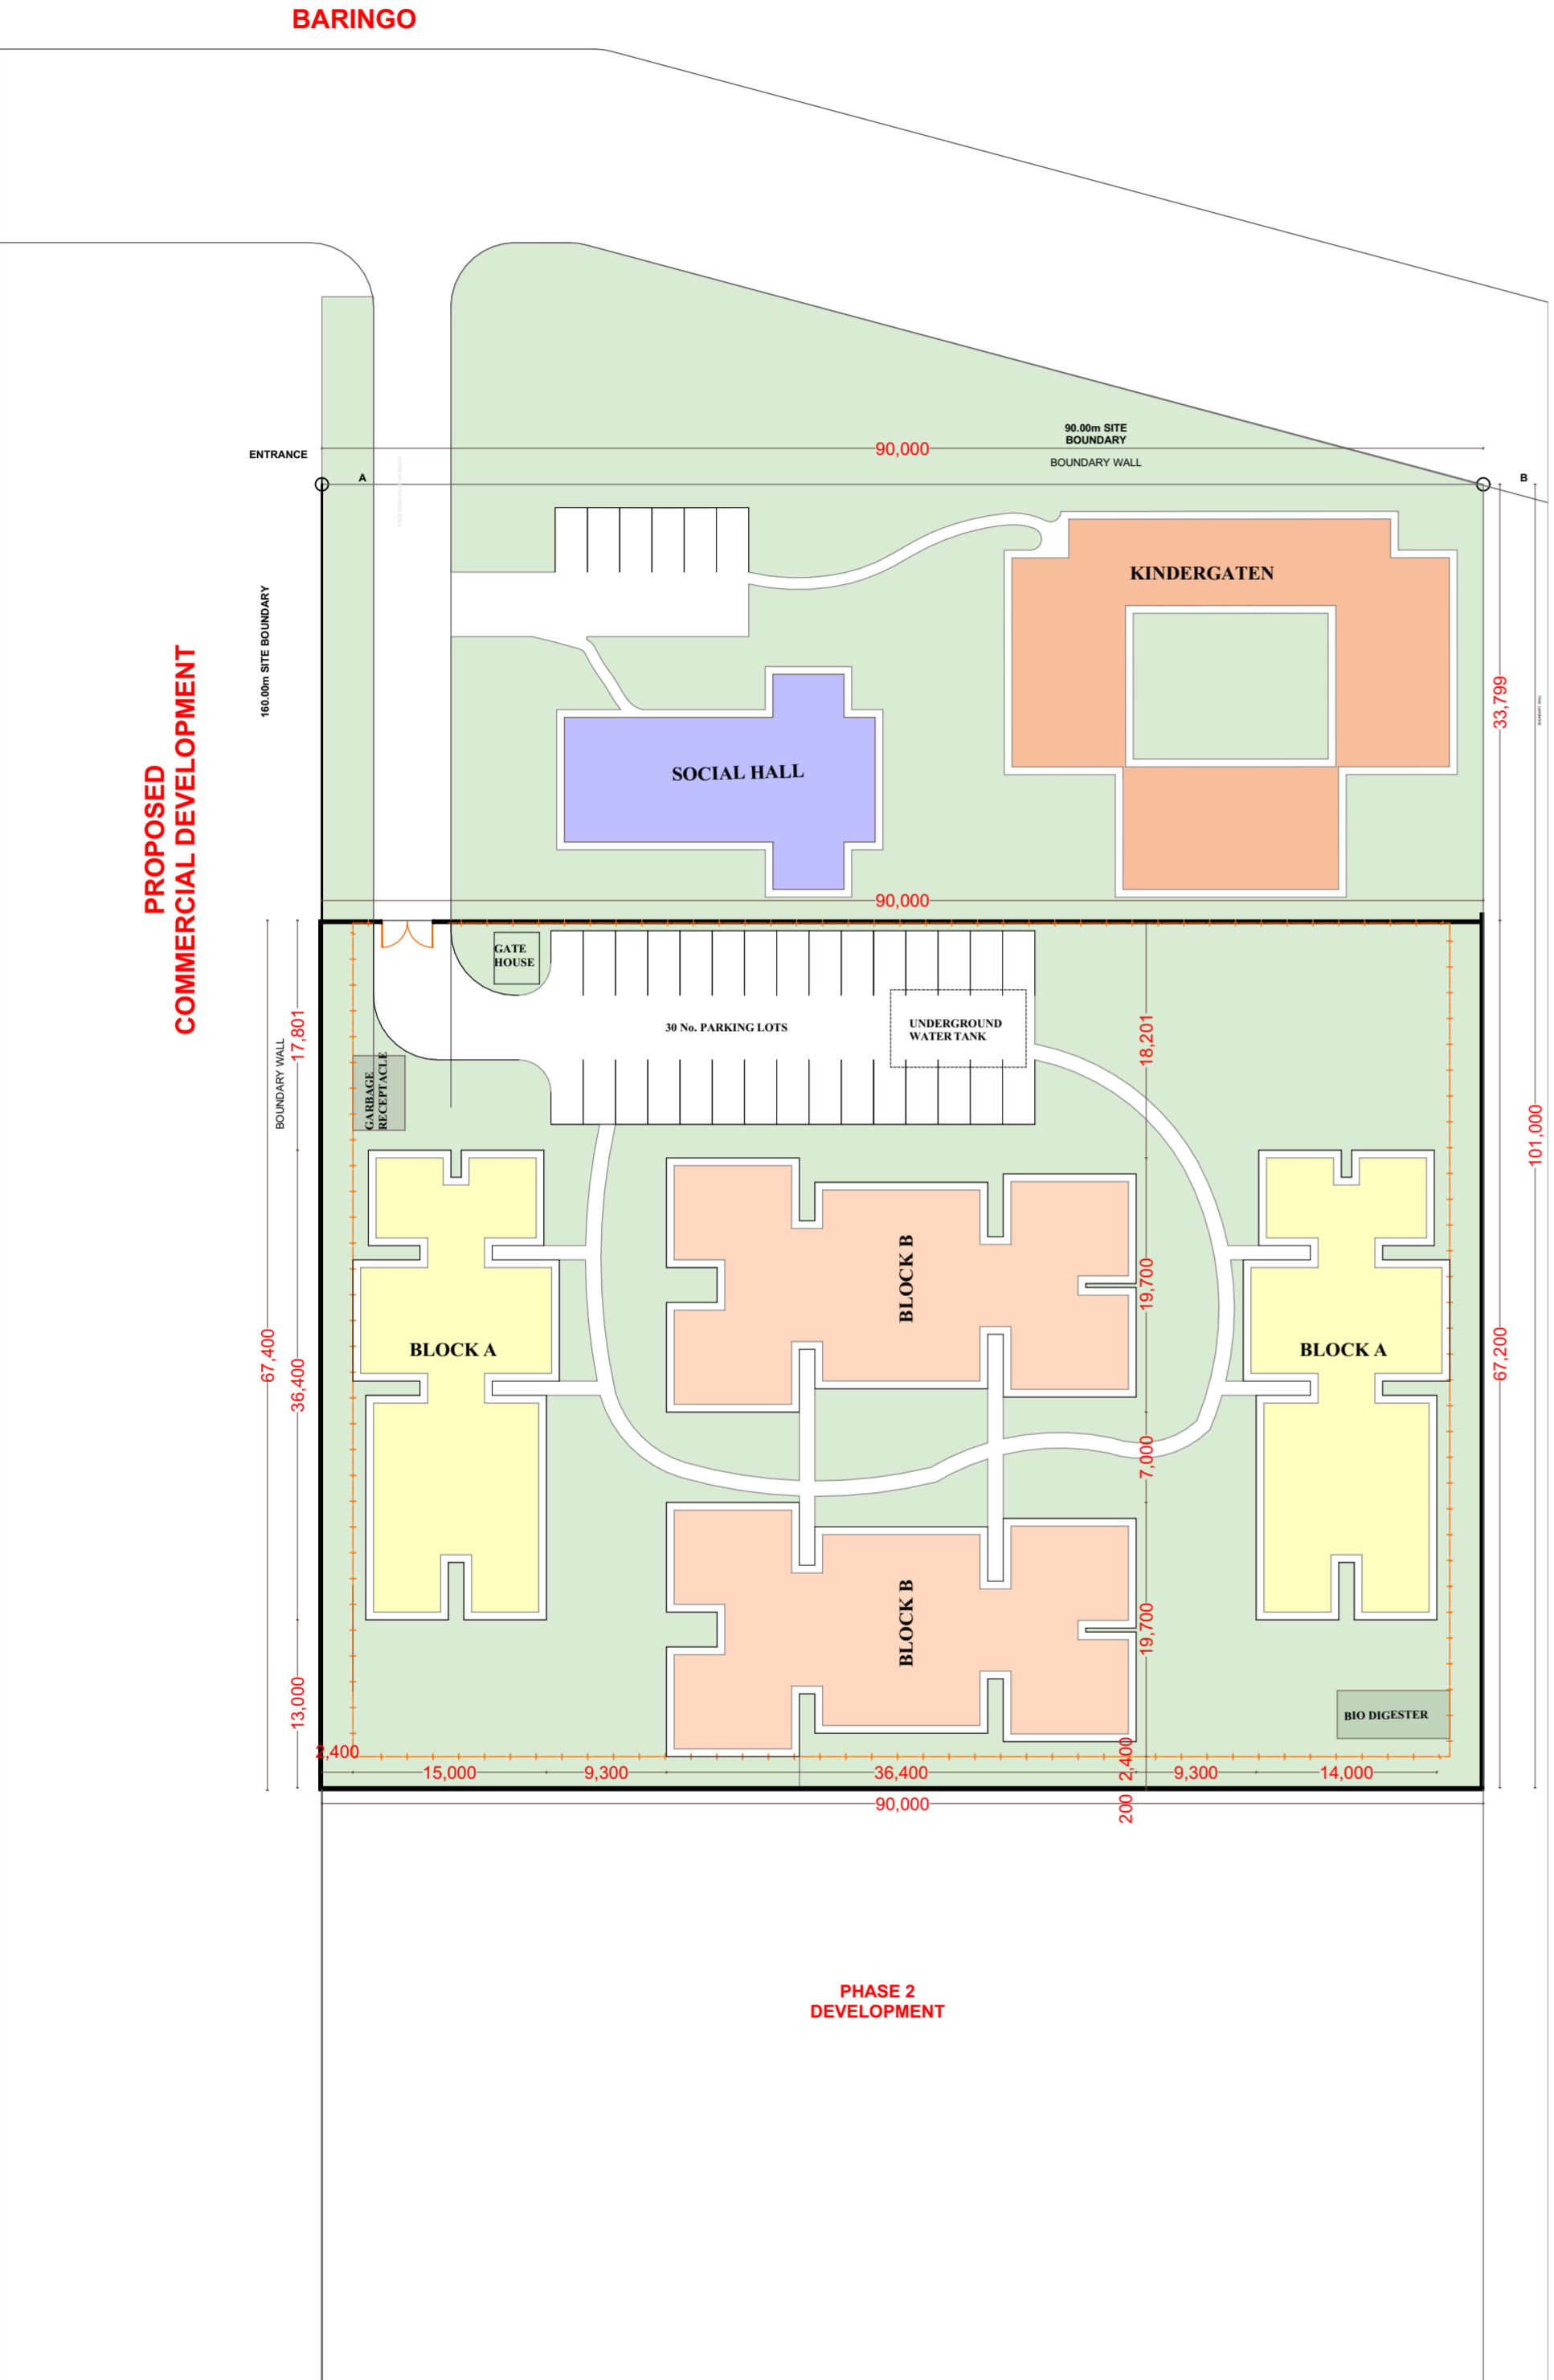 BARINGO
90.00m SITE
BOUNDARY
90,000
ENTRANCE
BOUNDARY WALL
A
B
KINDERGATEN
160.00m SITE BOUNDARY
PROPOSED
COMMERCIAL DEVELOPMENT
33,799
BOUNDARY WALL
SOCIAL HALL
90,000
GATE
HOUSE
30 No. PARKING LOTS
UNDERGROUND
WATER TANK
17,801
18,201
BOUNDARY WALL
GARBAGE
RECEPTACLE
101,000
BLOCK B
19,700
BLOCK A
BLOCK A
67,400
36,400
67,200
7,000
BLOCK B
19,700
13,000
BIO DIGESTER
2,400
15,000
9,300
36,400
2,400
9,300
14,000
90,000
200
PHASE 2
DEVELOPMENT